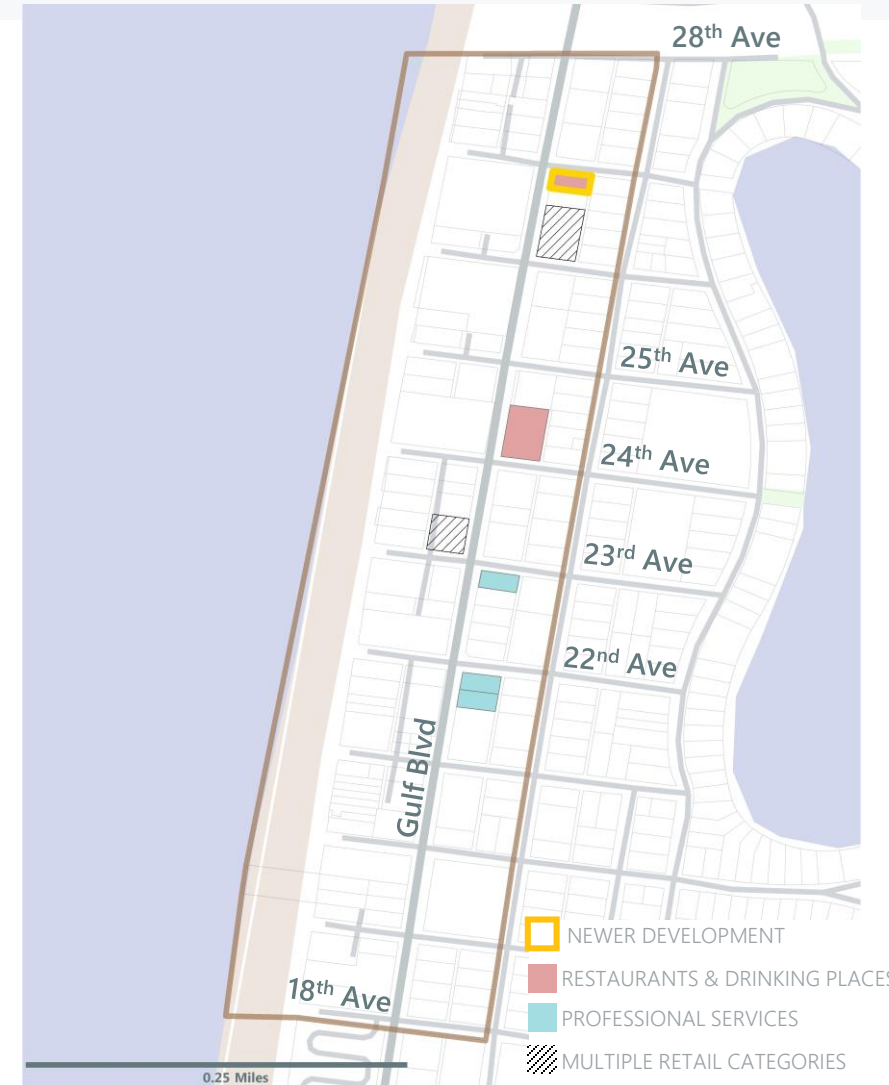 28th Ave
25th Ave
24th Ave
23rd Ave
22nd Ave
Gulf Blvd
18th Ave
NEWER DEVELOPMENT
RESTAURANTS & DRINKING PLACES
PROFESSIONAL SERVICES
MULTIPLE RETAIL CATEGORIES
0.25 Miles